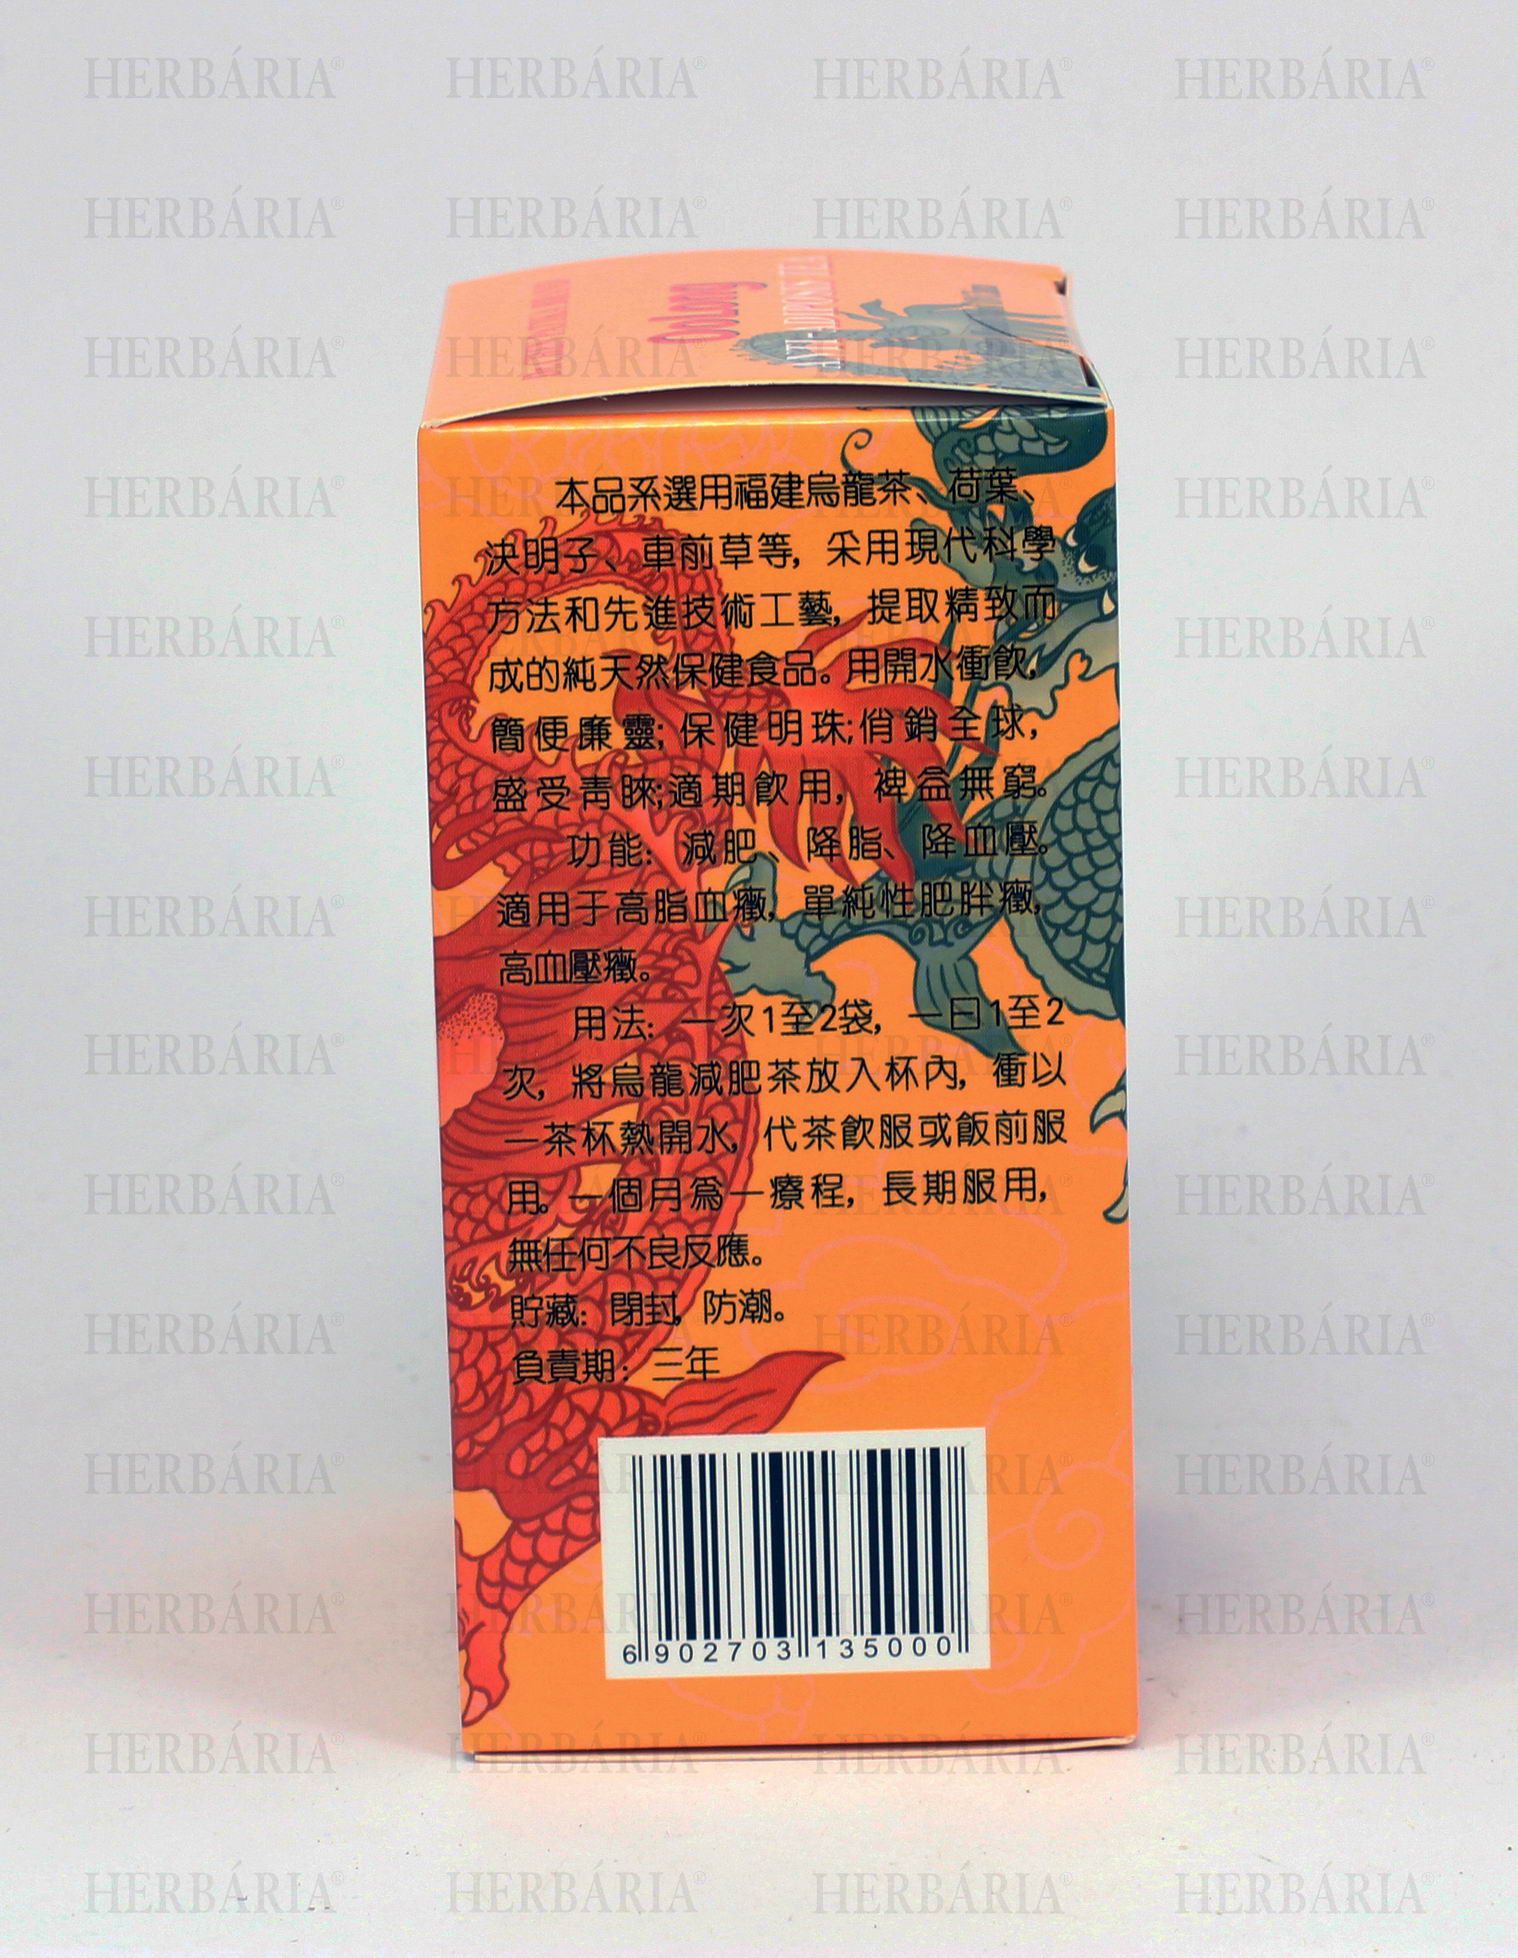 HERBÁRIA®
OoLong
ANTI-ADIPOSIS TEA
本品系選用福建烏龍茶、荷葉、
決明子、車前草等, 采用現代科學
方法和先進技術工藝, 提取精致而
成的純天然保健食品。用開水衝飲,
簡便廉靈; 保健明珠;俏銷全球,
盛受青睞;適期飲用, 裨益無窮。
功能: 減肥、降脂、降血壓。
適用于高脂血癥, 單純性肥胖癥,
高血壓癥。
用法: 一次1至2袋, 一日1至2
次, 將烏龍減肥茶放入杯內, 衝以
一茶杯熱開水, 代茶飲服或飯前服
用。一個月爲一療程, 長期服用,
無任何不良反應。
貯藏: 閉封, 防潮。
負責期: 三年
6 902703 135000